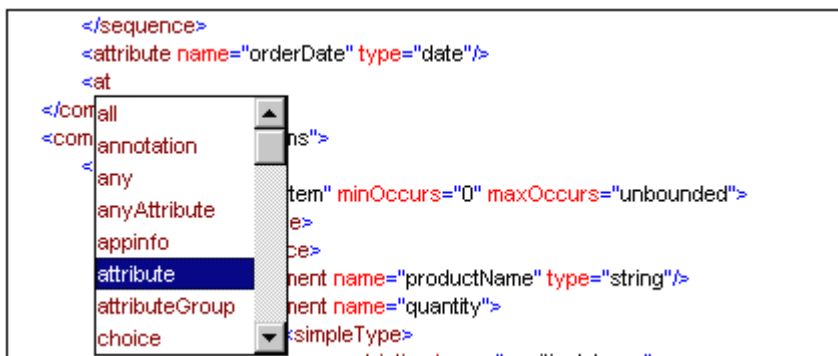 </sequence>
<attribute name="orderDate" type="date"/>
<at
</com
all
<com
ns">
annotation
<
any
tem" minOccurs="0" maxOccurs="unbounded">
anyAttribute
e>
appinfo
ce>
attribute
ment name="productName" type="string"/>
attributeGroup
ment name="quantity">
choice
<simpleType>